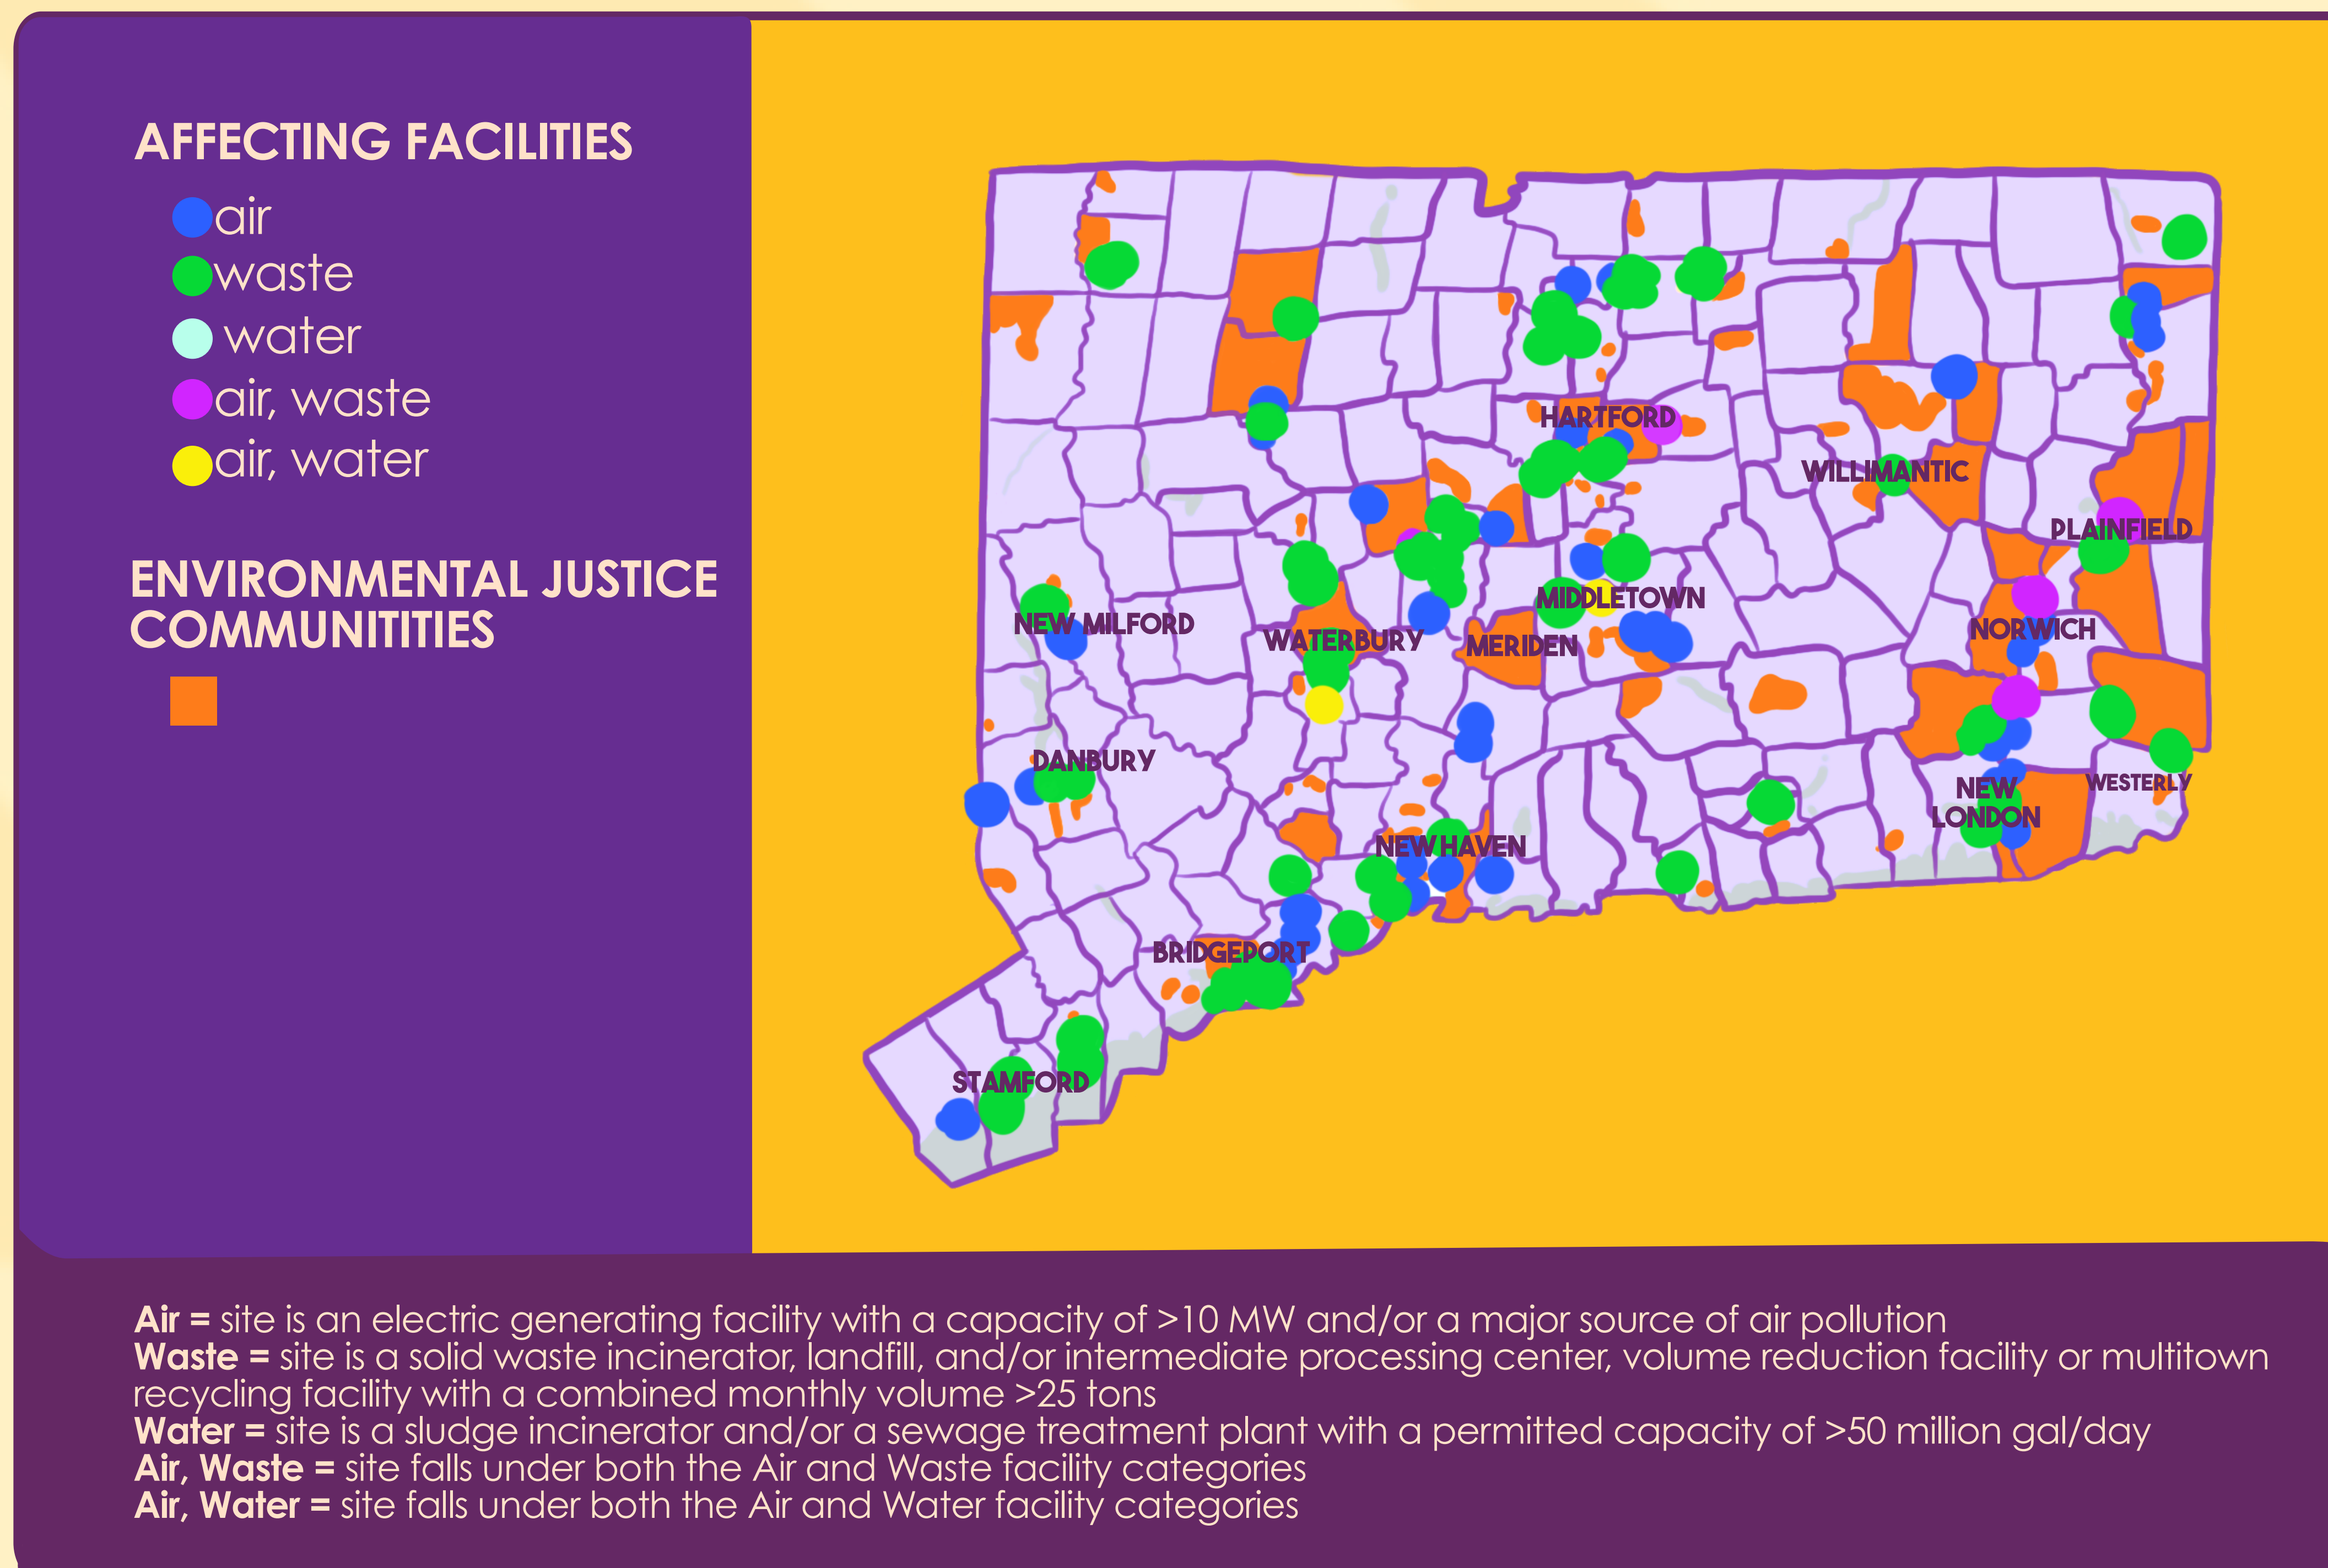 AFFECTING FACILITIES
air
waste
water
air, waste
air, water
ENVIRONMENTAL JUSTICE
COMMUNITITIES
HARTFORD
WILLIMANTIC
PLAINFIELD
MIDDLETOWN
NEW MILFORD
WATERBURY
MERIDEN
NORWICH
DANBURY
NEW
LONDON
WESTERLY
NEW HAVEN
BRIDGEPORT
STAMFORD
Air = site is an electric generating facility with a capacity of >10 MW and/or a major source of air pollution
Waste = site is a solid waste incinerator, landfill, and/or intermediate processing center, volume reduction facility or multitown
recycling facility with a combined monthly volume >25 tons
Water = site is a sludge incinerator and/or a sewage treatment plant with a permitted capacity of >50 million gal/day
Air, Waste = site falls under both the Air and Waste facility categories
Air, Water = site falls under both the Air and Water facility categories